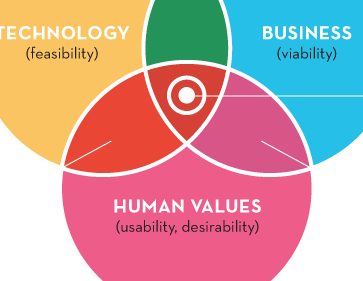 TECHNOLOGY
(feasibility)
BUSINESS
(viability)
HUMAN VALUES
(usability, desirability)